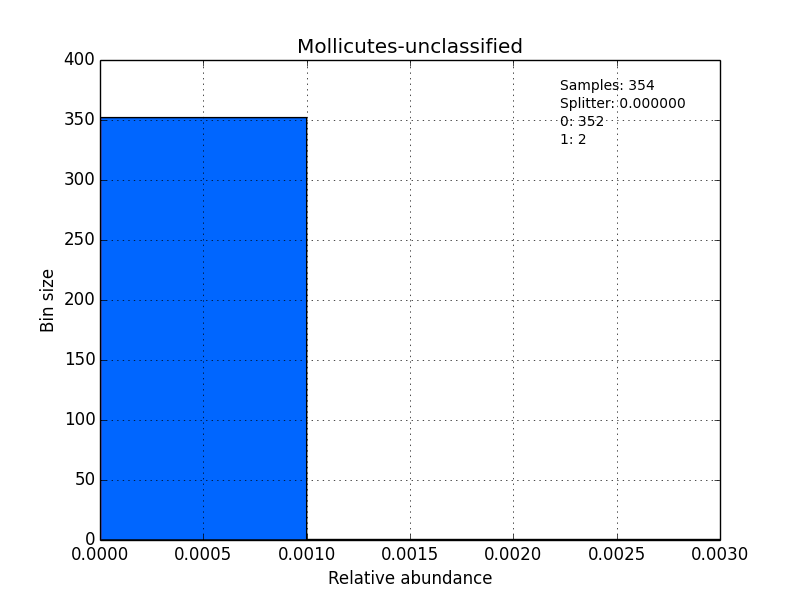 Mollicutes-unclassified
Samples: 354
Splitter: 0.000000
0: 352
1: 2
400
350
300
250
200
150
100
50
0
Bin size
0.0000 0.0005 0.0010 0.0015 0.0020 0.0025 0.0030
Relative abundance